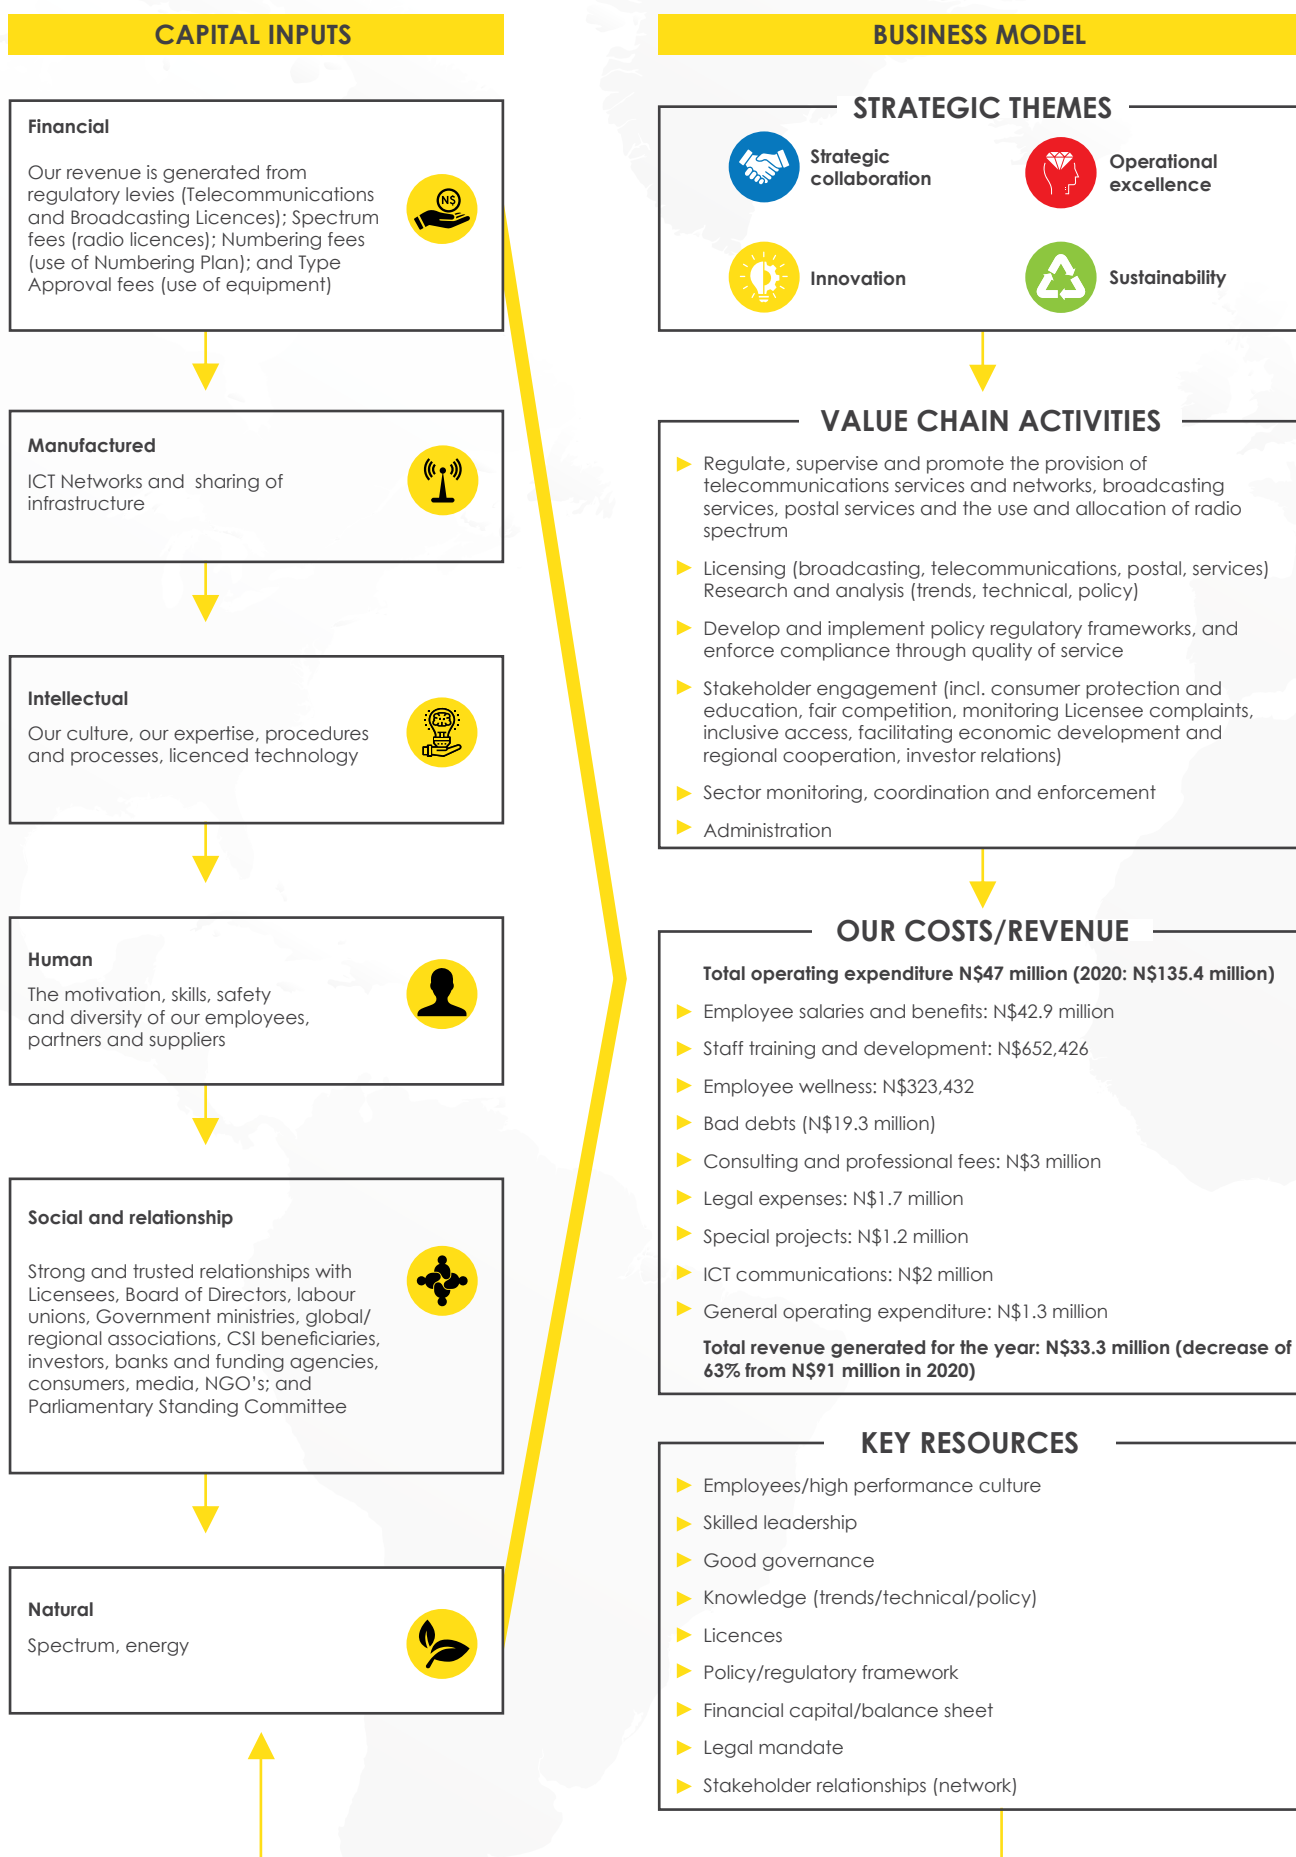 CAPITAL INPUTS
Financial
Our revenue is generated from
regulatory levies (Telecommunications
and Broadcasting Licences); Spectrum
fees (radio licences); Numbering fees
(use of Numbering Plan); and Type
Approval fees (use of equipment)
N$
Manufactured
ICT Networks and sharing of
infrastructure
Intellectual
Our culture, our expertise, procedures
and processes, licenced technology
Human
The motivation, skills, safety
and diversity of our employees,
partners and suppliers
Social and relationship
Strong and trusted relationships with
Licensees, Board of Directors, labour
unions, Government ministries, global/
regional associations, CSI beneficiaries,
investors, banks and funding agencies,
consumers, media, NGO's; and
Parliamentary Standing Committee
Natural
Spectrum, energy
BUSINESS MODEL
STRATEGIC THEMES
Strategic
collaboration
Operational
excellence
Innovation
Sustainability
VALUE CHAIN ACTIVITIES
Regulate, supervise and promote the provision of
telecommunications services and networks, broadcasting
services, postal services and the use and allocation of radio
spectrum
Licensing (broadcasting, telecommunications, postal, services)
Research and analysis (trends, technical, policy)
Develop and implement policy regulatory frameworks, and
enforce compliance through quality of service
Stakeholder engagement (incl. consumer protection and
education, fair competition, monitoring Licensee complaints,
inclusive access, facilitating economic development and
regional cooperation, investor relations)
Sector monitoring, coordination and enforcement
Administration
OUR COSTS/REVENUE
Total operating expenditure N$47 million (2020: N$135.4 million)
Employee salaries and benefits: N$42.9 million
Staff training and development: N$652,426
Employee wellness: N$323,432
Bad debts (N$19.3 million)
Consulting and professional fees: N$3 million
Legal expenses: N$1.7 million
Special projects: N$1.2 million
ICT communications: N$2 million
General operating expenditure: N$1.3 million
Total revenue generated for the year: N$33.3 million (decrease of
63% from N$91 million in 2020)
KEY RESOURCES
Employees/high performance culture
Skilled leadership
Good governance
Knowledge (trends/technical/policy)
Licences
Policy/regulatory framework
Financial capital/balance sheet
Legal mandate
Stakeholder relationships (network)